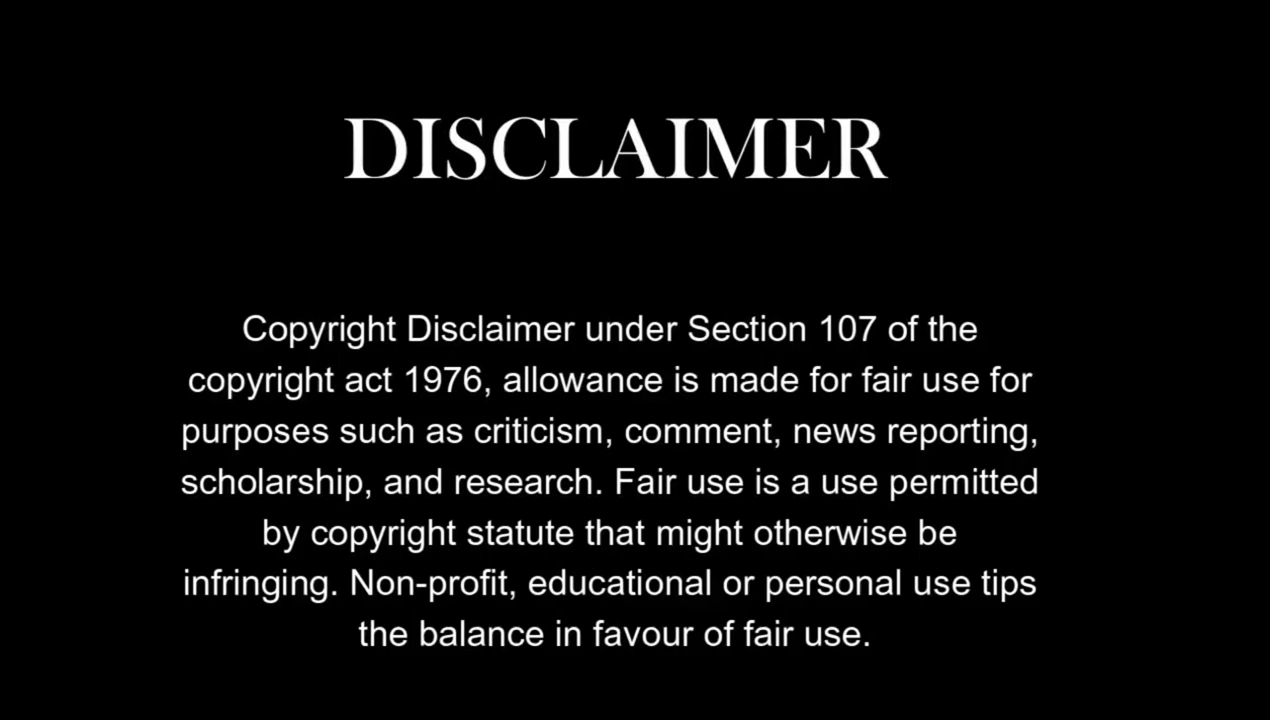 DISCLAIMER
Copyright Disclaimer under Section 107 of the
copyright act 1976, allowance is made for fair use for
purposes such as criticism, comment, news reporting,
scholarship, and research. Fair use is a use permitted
by copyright statute that might otherwise be
infringing. Non-profit, educational or personal use tips
the balance in favour of fair use.